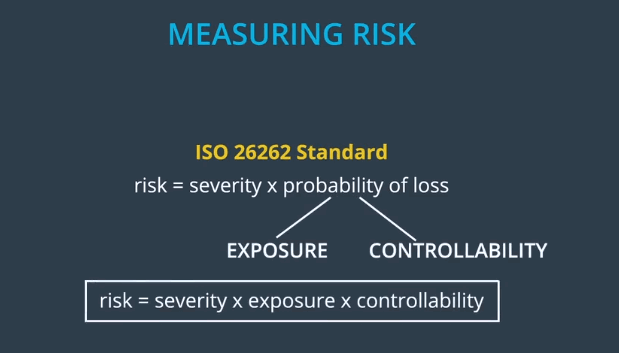 MEASURING RISK
ISO 26262 Standard
risk = severity x probability of loss
EXPOSURE CONTROLLABILITY
risk = severity x exposure x controllability